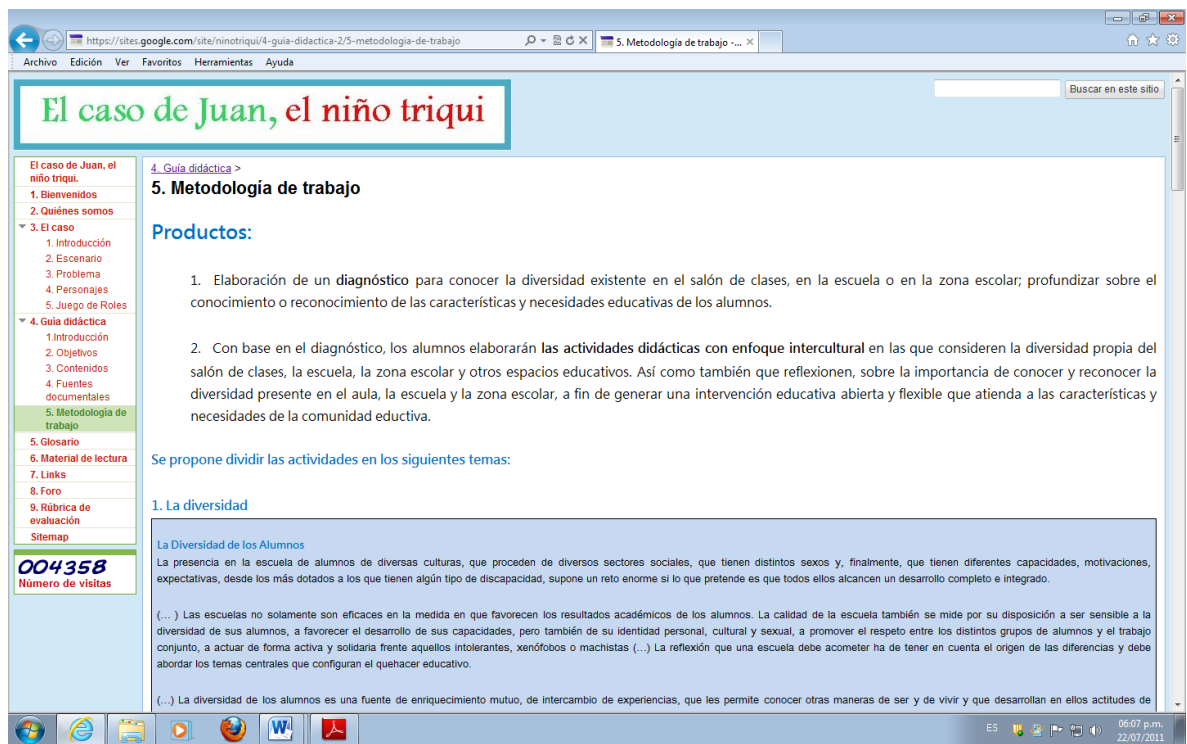 https://sites.google.com/site/ninotriqui/4-guia-didactica-2/5-metodologia-de-trabajo
5. Metodología de trabajo -...
Archivo Edición Ver Favoritos Herramientas Ayuda
El caso de Juan, el niño triqui
Buscar en este sitio
El caso de Juan, el
niño triqui.
1. Bienvenidos
2. Quiénes somos
3. El caso
1. Introducción
2. Escenario
3. Problema
4. Personajes
5. Juego de Roles
4. Guía didáctica
1.Introducción
2. Objetivos
3. Contenidos
4. Fuentes
documentales
5. Metodología de
trabajo
5. Glosario
6. Material de lectura
7. Links
8. Foro
9. Rúbrica de
evaluación
Sitemap
004358
Número de visitas
4. Guía didáctica >
5. Metodología de trabajo
Productos:
1. Elaboración de un diagnóstico para conocer la diversidad existente en el salón de clases, en la escuela o en la zona escolar; profundizar sobre el
conocimiento o reconocimiento de las características y necesidades educativas de los alumnos.
2. Con base en el diagnóstico, los alumnos elaborarán las actividades didácticas con enfoque intercultural en las que consideren la diversidad propia del
salón de clases, la escuela, la zona escolar y otros espacios educativos. Así como también que reflexionen, sobre la importancia de conocer y reconocer la
diversidad presente en el aula, la escuela y la zona escolar, a fin de generar una intervención educativa abierta y flexible que atienda a las características y
necesidades de la comunidad eductiva.
Se propone dividir las actividades en los siguientes temas:
1. La diversidad
La Diversidad de los Alumnos
La presencia en la escuela de alumnos de diversas culturas, que proceden de diversos sectores sociales, que tienen distintos sexos y, finalmente, que tienen diferentes capacidades, motivaciones,
expectativas, desde los más dotados a los que tienen algún tipo de discapacidad, supone un reto enorme si lo que pretende es que todos ellos alcancen un desarrollo completo e integrado.
(... ) Las escuelas no solamente son eficaces en la medida en que favorecen los resultados académicos de los alumnos. La calidad de la escuela también se mide por su disposición a ser sensible a la
diversidad de sus alumnos, a favorecer el desarrollo de sus capacidades, pero también de su identidad personal, cultural y sexual, a promover el respeto entre los distintos grupos de alumnos y el trabajo
conjunto, a actuar de forma activa y solidaria frente aquellos intolerantes, xenófobos o machistas (...) La reflexión que una escuela debe acometer ha de tener en cuenta el origen de las diferencias y debe
abordar los temas centrales que configuran el quehacer educativo.
(...) La diversidad de los alumnos es una fuente de enriquecimiento mutuo, de intercambio de experiencias, que les permite conocer otras maneras de ser y de vivir y que desarrollan en ellos actitudes de
ES
06:07 p.m.
22/07/2011